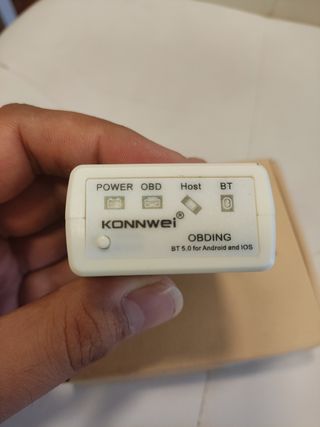 POWER OBD Host BT
KONNWEI®
OBDING
BT 5.0 for Android and IOS